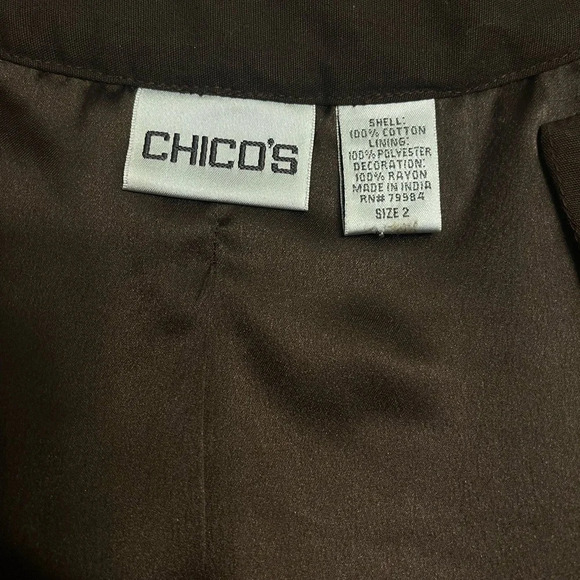 CHICO'S
SHELL:
100% COTTON
LINING:
100% POLYESTER
DECORATION:
100% RAYON
MADE IN INDIA
RN# 79984
SIZE 2